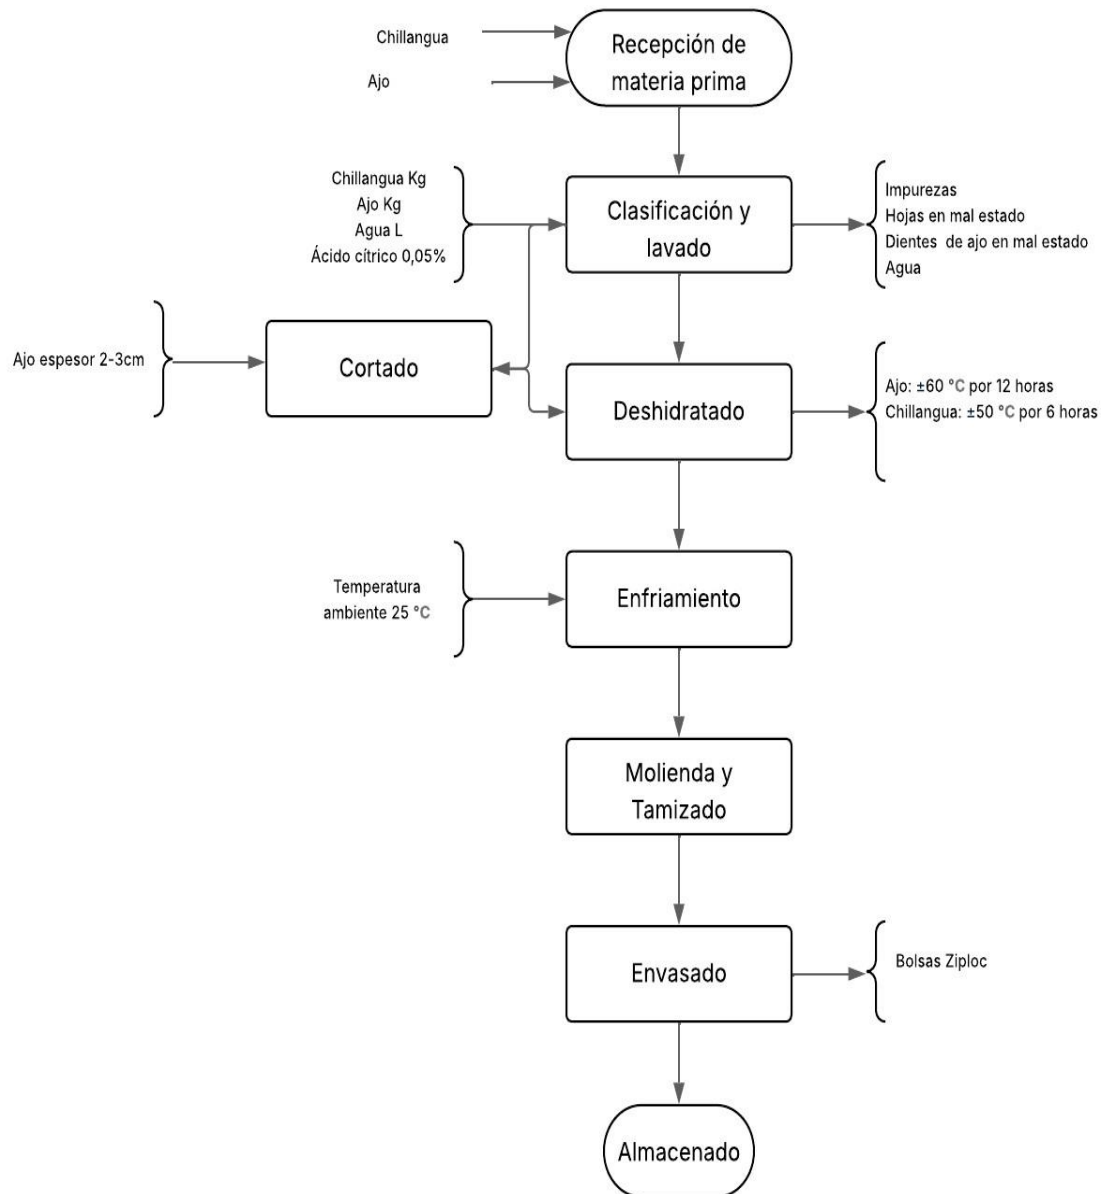 Chillangua
Ajo
Recepción de
materia prima
Chillangua Kg
Ajo Kg
Agua L
Ácido cítrico 0,05%
Clasificación y
lavado
Impurezas
Hojas en mal estado
Dientes de ajo en mal estado
Agua
Ajo espesor 2-3cm
Cortado
Deshidratado
Ajo: ±60 °C por 12 horas
Chillangua: ±50 °C por 6 horas
Temperatura
ambiente 25 °C
Enfriamiento
Molienda y
Tamizado
Envasado
Bolsas Ziploc
Almacenado